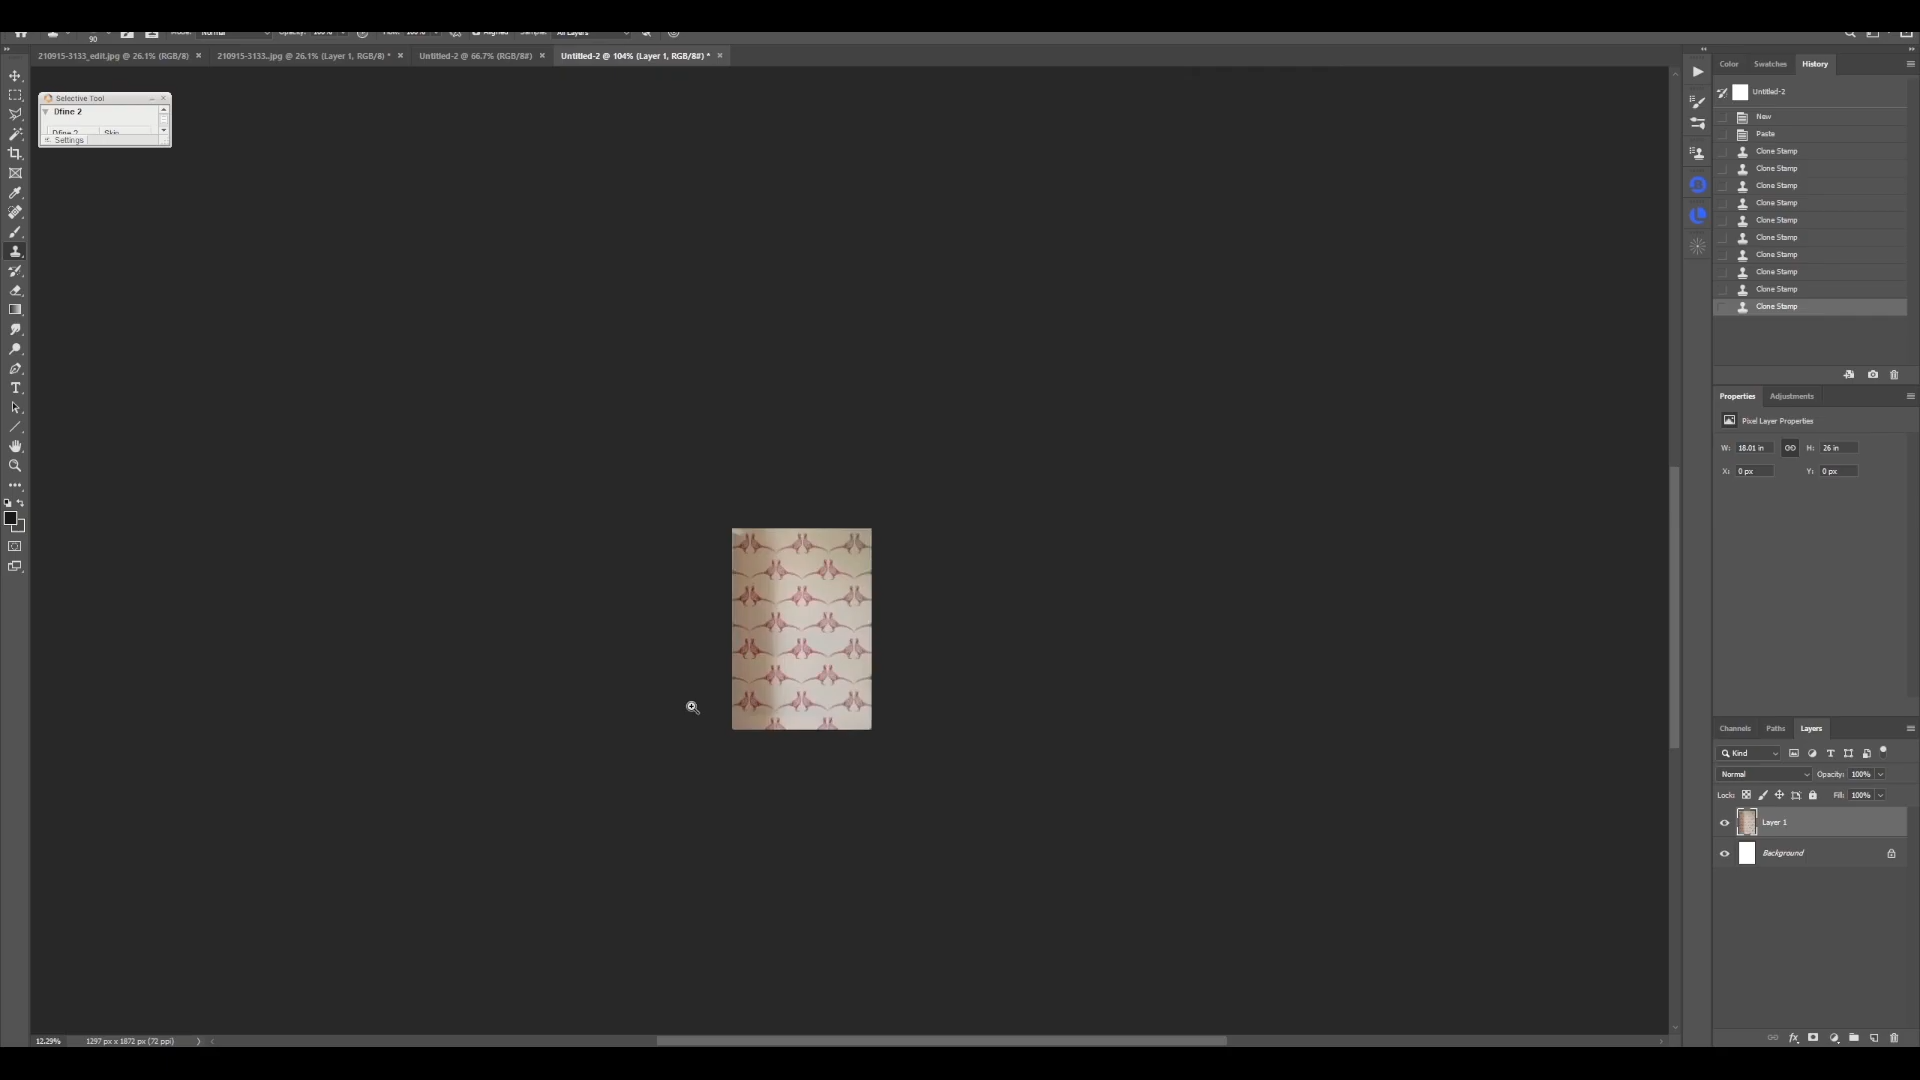 90 Mode: Normal Opacity: 100% Flow: 100% Aligned Sample: All Layers
210915-3133_edit.jpg @ 26.1% (RGB/8) 210915-3133..jpg @ 26.1% (Layer 1, RGB/8) * Untitled-2 @ 66.7% (RGB/8#) Untitled-2 @ 104% (Layer 1, RGB/8#) *
Color Swatches History
Untitled-2
Selective Tool
Dfine 2
Dfine 2 Skin
Settings
New
Paste
Clone Stamp
Clone Stamp
Clone Stamp
Clone Stamp
Clone Stamp
Clone Stamp
Clone Stamp
Clone Stamp
Clone Stamp
Clone Stamp
Properties Adjustments
Pixel Layer Properties
W: 18.01 in H: 26 in
X: 0 px Y: 0 px
Channels Paths Layers
Kind
Normal Opacity: 100%
Lock: Fill: 100%
Layer 1
Background
12.29% 1297 px x 1872 px (72 ppi)